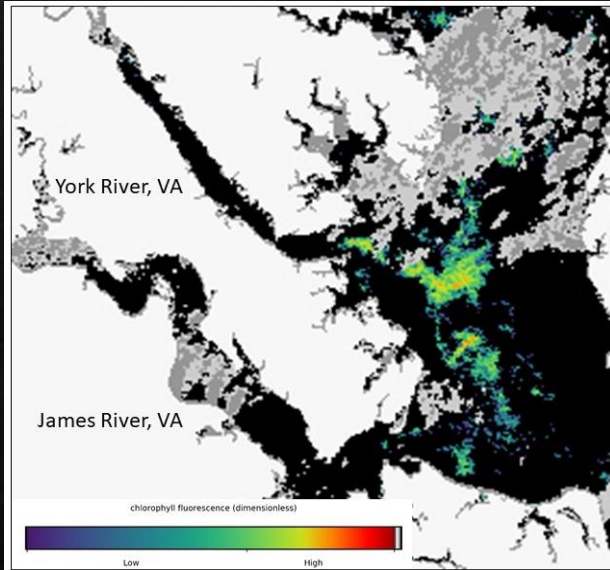 York River, VA
James River, VA
chlorophyll fluorescence (dimensionless)
Low High